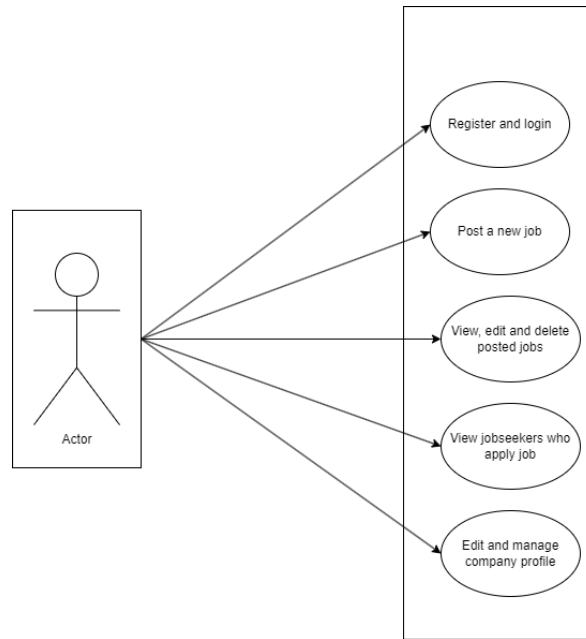 Register and login
Post a new job
View, edit and delete
posted jobs
Actor
View jobseekers who
apply job
Edit and manage
company profile